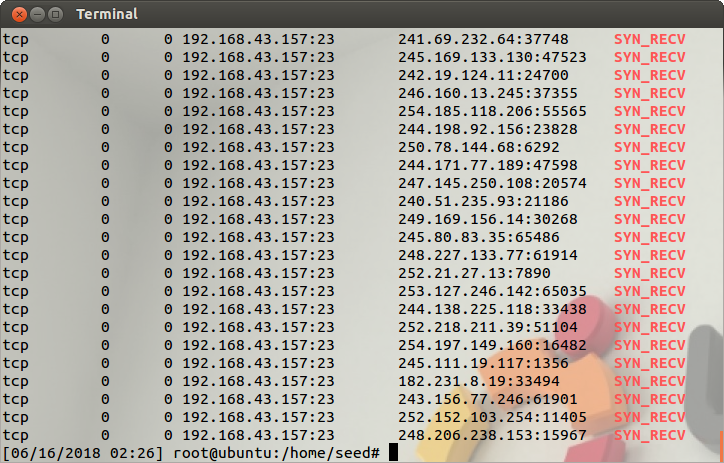 Terminal
tcp 0 0 192.168.43.157:23 241.69.232.64:37748 SYN_RECV
tcp 0 0 192.168.43.157:23 245.169.133.130:47523 SYN_RECV
tcp 0 0 192.168.43.157:23 242.19.124.11:24700 SYN_RECV
tcp 0 0 192.168.43.157:23 246.160.13.245:37355 SYN_RECV
tcp 0 0 192.168.43.157:23 254.185.118.206:55565 SYN_RECV
tcp 0 0 192.168.43.157:23 244.198.92.156:23828 SYN_RECV
tcp 0 0 192.168.43.157:23 250.78.144.68:6292 SYN_RECV
tcp 0 0 192.168.43.157:23 244.171.77.189:47598 SYN_RECV
tcp 0 0 192.168.43.157:23 247.145.250.108:20574 SYN_RECV
tcp 0 0 192.168.43.157:23 240.51.235.93:21186 SYN_RECV
tcp 0 0 192.168.43.157:23 249.169.156.14:30268 SYN_RECV
tcp 0 0 192.168.43.157:23 245.80.83.35:65486 SYN_RECV
tcp 0 0 192.168.43.157:23 248.227.133.77:61914 SYN_RECV
tcp 0 0 192.168.43.157:23 252.21.27.13:7890 SYN_RECV
tcp 0 0 192.168.43.157:23 253.127.246.142:65035 SYN_RECV
tcp 0 0 192.168.43.157:23 244.138.225.118:33438 SYN_RECV
tcp 0 0 192.168.43.157:23 252.218.211.39:51104 SYN_RECV
tcp 0 0 192.168.43.157:23 254.197.149.160:16482 SYN_RECV
tcp 0 0 192.168.43.157:23 245.111.19.117:1356 SYN_RECV
tcp 0 0 192.168.43.157:23 182.231.8.19:33494 SYN_RECV
tcp 0 0 192.168.43.157:23 243.156.77.246:61901 SYN_RECV
tcp 0 0 192.168.43.157:23 252.152.103.254:11405 SYN_RECV
tcp 0 0 192.168.43.157:23 248.206.238.153:15967 SYN_RECV
[06/16/2018 02:26] root@ubuntu:/home/seed#